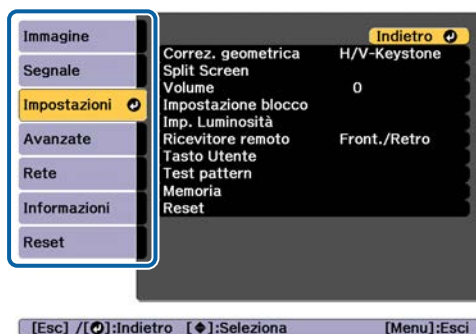 Immagine
Segnale
Impostazioni
Avanzate
Rete
Informazioni
Reset
Indietro
Correz. geometrica H/V-Keystone
Split Screen
Volume 0
Impostazione blocco
Imp. Luminosità
Ricevitore remoto Front./Retro
Tasto Utente
Test pattern
Memoria
Reset
[Esc] /[⏎]:Indietro [◆]:Seleziona [Menu]:Esci